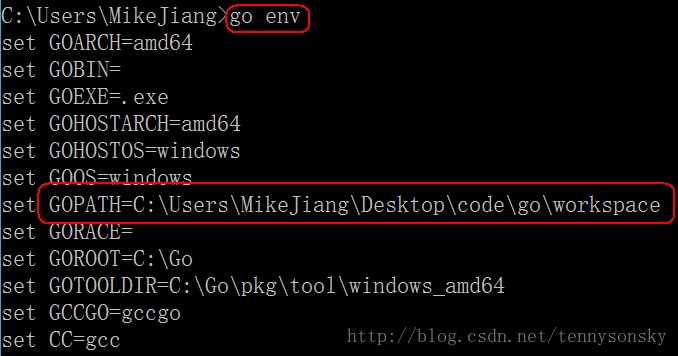 C:\Users\MikeJiang>go env
set GOARCH=amd64
set GOBIN=
set GOEXE=.exe
set GOHOSTARCH=amd64
set GOHOSTOS=windows
set GOOS=windows
set GOPATH=C:\Users\MikeJiang\Desktop\code\go\workspace
set GORACE=
set GOROOT=C:\Go
set GOTOOLDIR=C:\Go\pkg\tool\windows_amd64
set GCCGO=gccgo
set CC=gcc
http://blog.csdn.net/tennysonsky